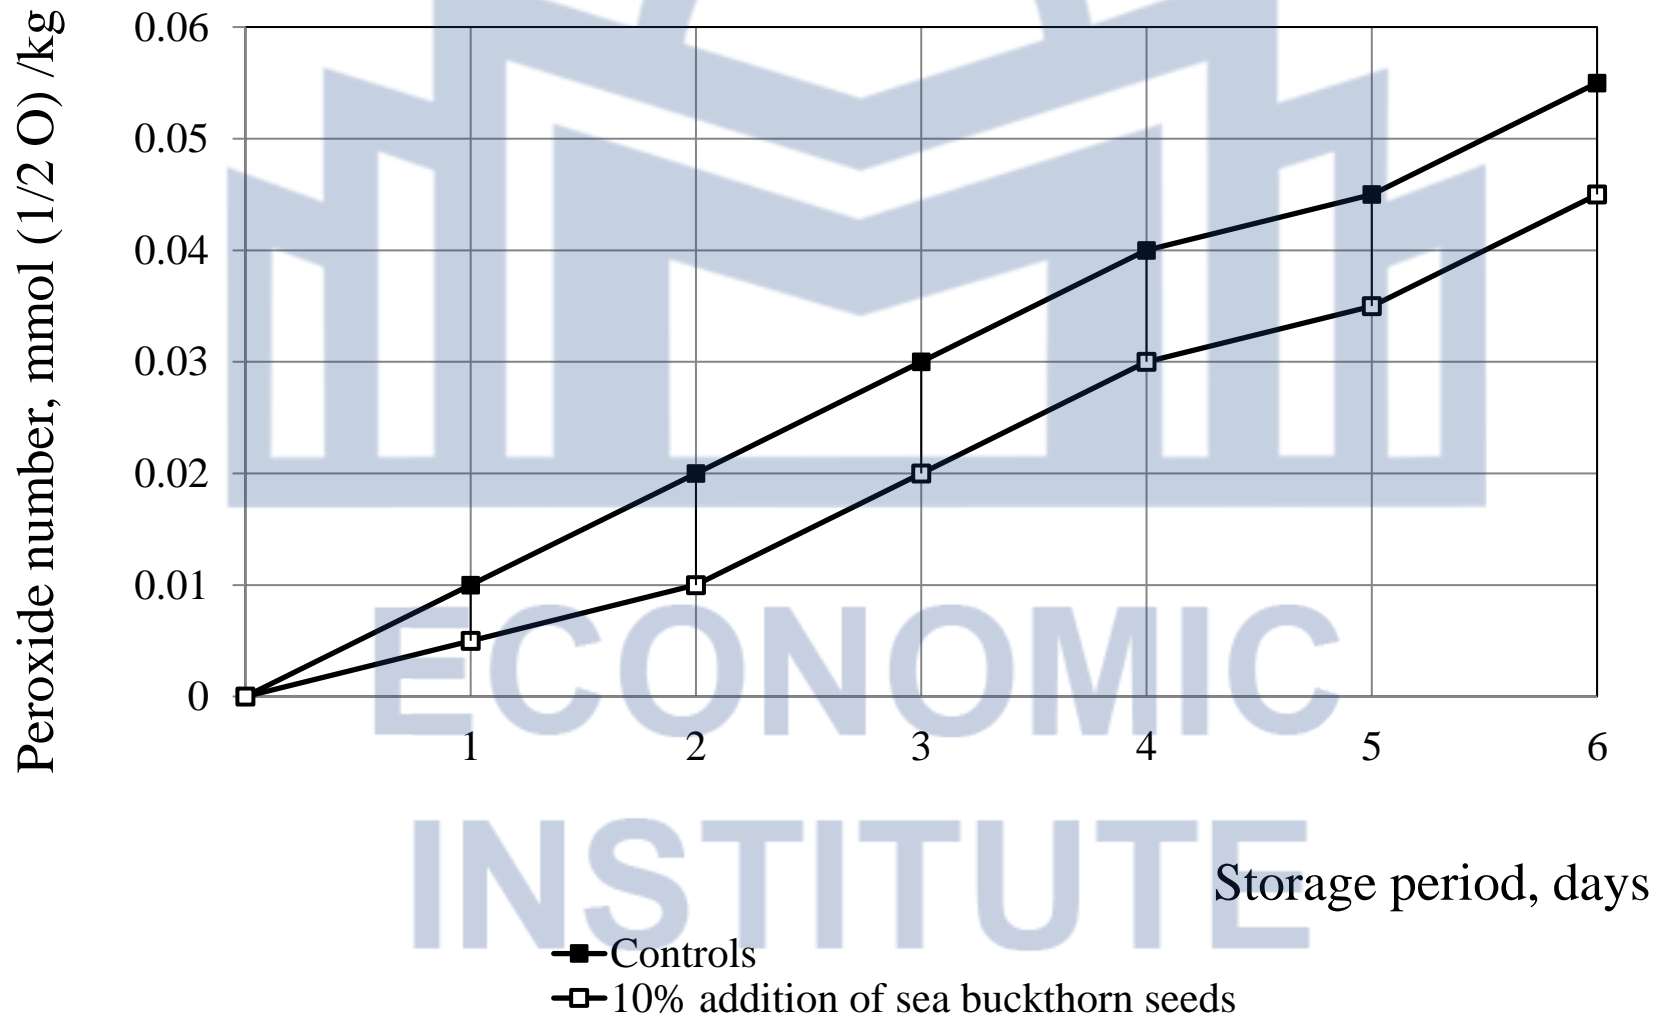 Peroxide number, mmol (1/2 O) /kg
0.06
0.05
0.04
0.03
0.02
0.01
0
1 2 3 4 5 6
ECONOMIC
INSTITUTE
Storage period, days
Controls
10% addition of sea buckthorn seeds